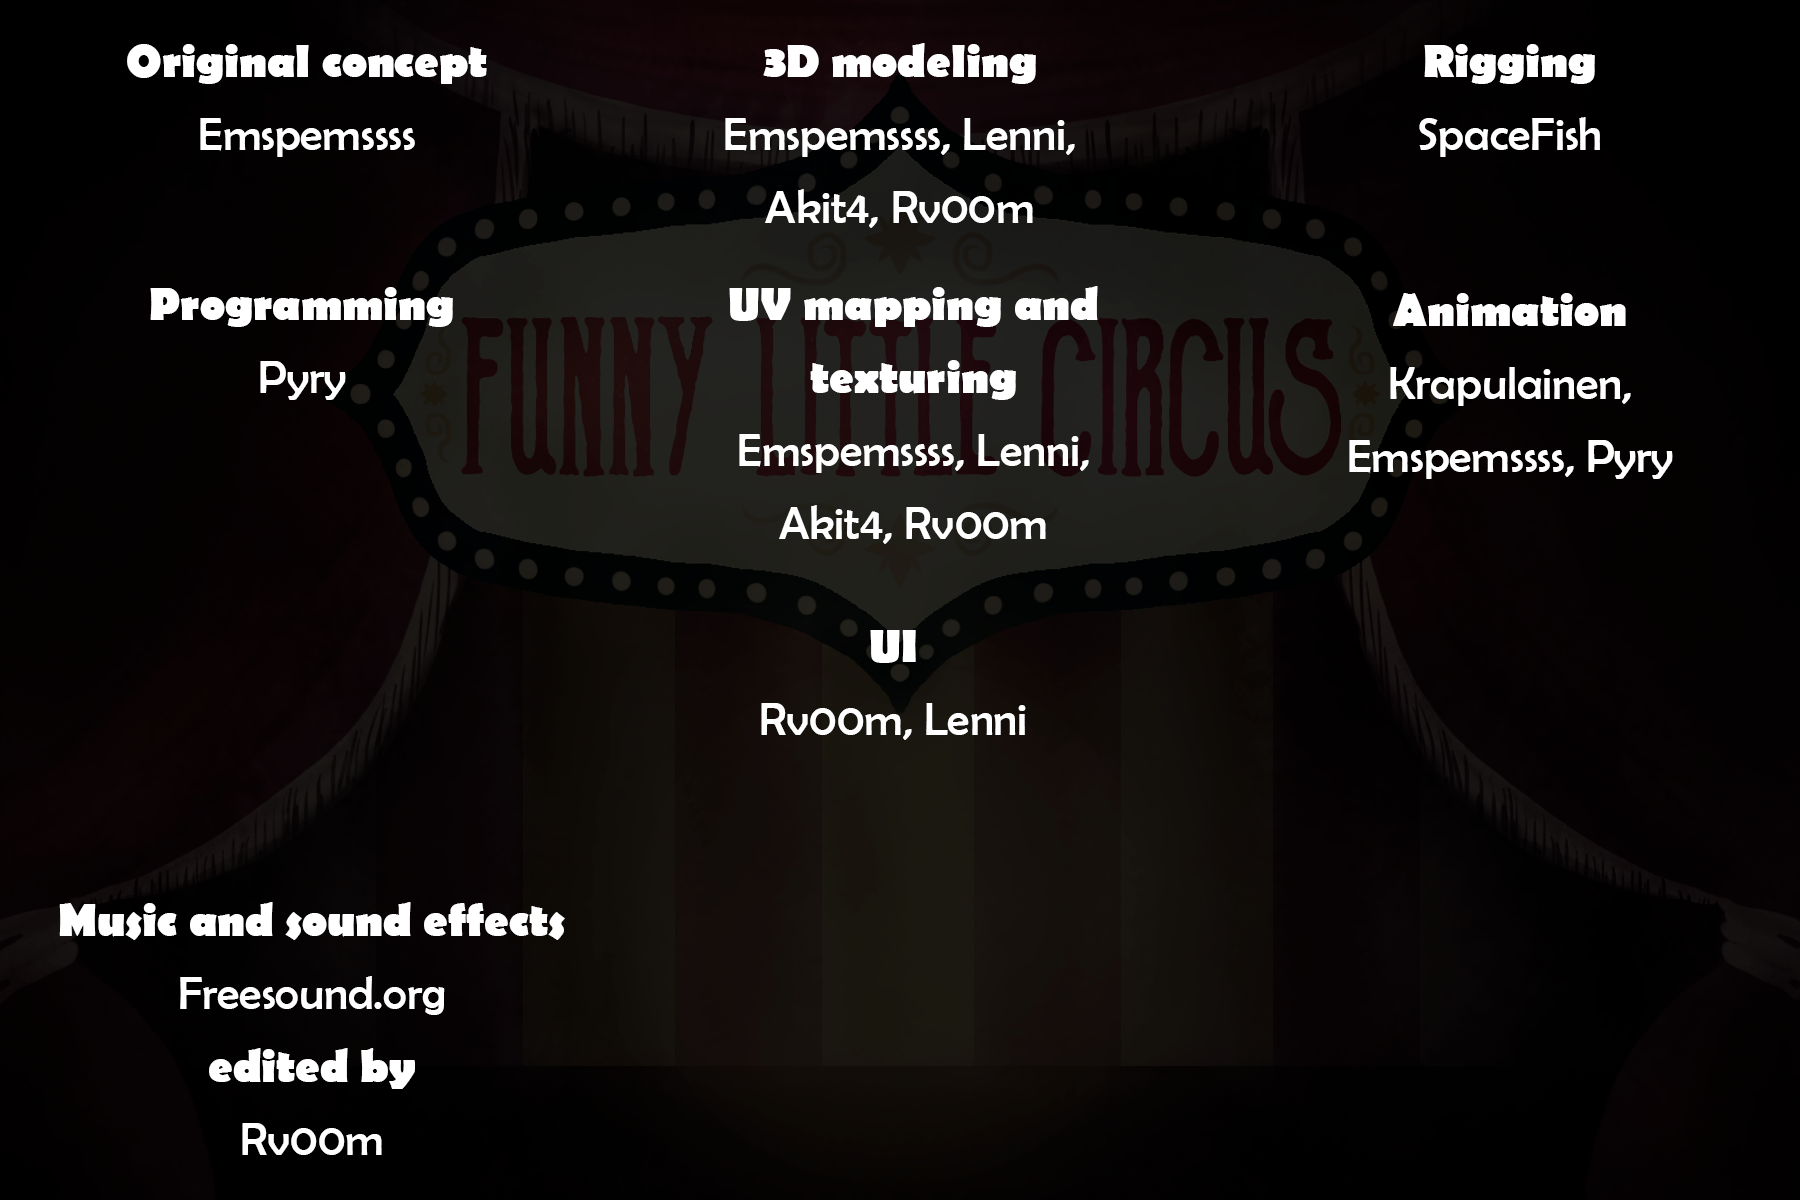 Original concept
Emspemssss
3D modeling
Emspemssss, Lenni,
Akit4, Rv00m
Rigging
SpaceFish
Programming
Pyry
UV mapping and
texturing
Emspemssss, Lenni,
Akit4, Rv00m
Animation
Krapulainen,
Emspemssss, Pyry
FUNNY LITTLE CIRCUS
UI
Rv00m, Lenni
Music and sound effects
Freesound.org
edited by
Rv00m